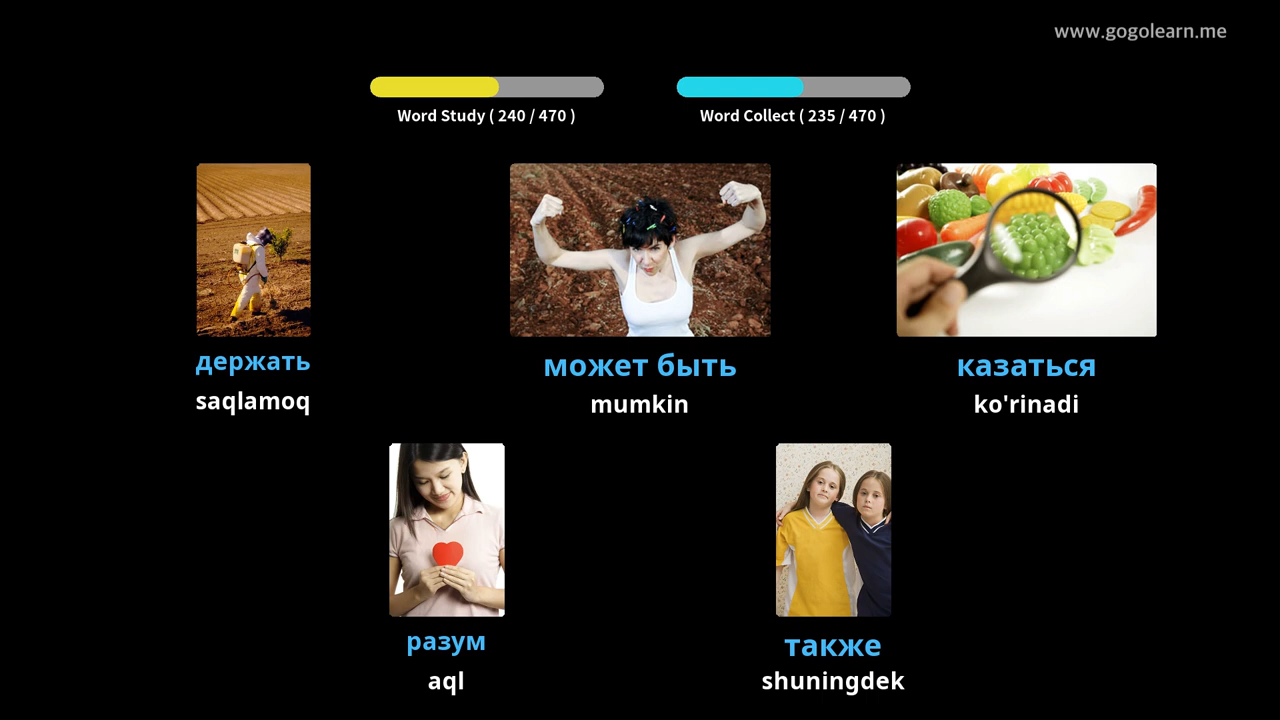 www.gogolearn.me
Word Study ( 240 / 470 )
Word Collect ( 235 / 470 )
держать
saqlamoq
может быть
mumkin
казаться
ko'rinadi
разум
aql
также
shuningdek